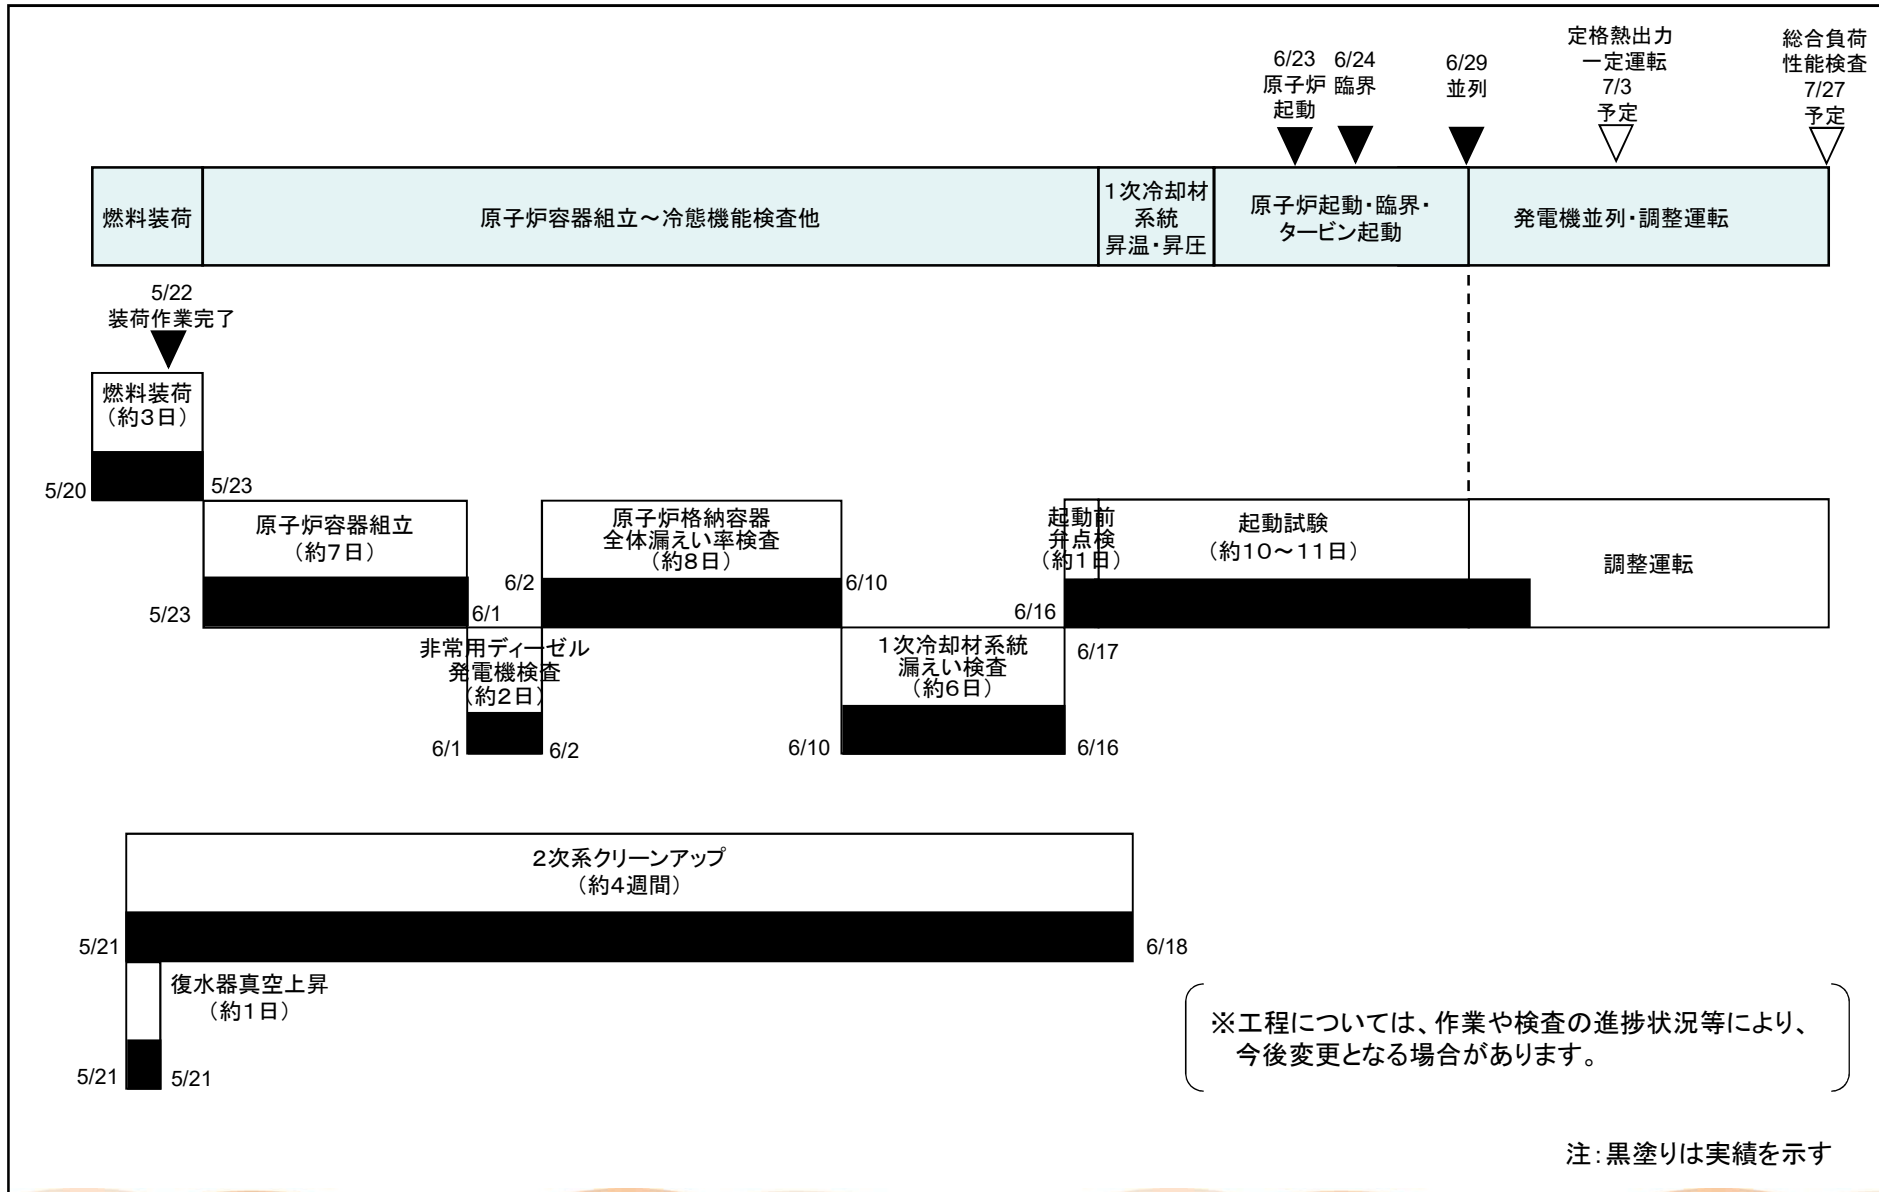 6/23
原子炉
起動
6/24
臨界
6/29
並列
定格熱出力
一定運転
7/3
予定
総合負荷
性能検査
7/27
予定
燃料装荷
原子炉容器組立～冷態機能検査他
１次冷却材
系統
昇温・昇圧
原子炉起動・臨界・
タービン起動
発電機並列・調整運転
5/22
装荷作業完了
燃料装荷
（約３日）
5/20
5/23
原子炉容器組立
（約７日）
5/23
6/1
非常用ディーゼル
発電機検査
（約２日）
6/1
6/2
原子炉格納容器
全体漏えい率検査
（約８日）
6/2
6/10
１次冷却材系統
漏えい検査
（約６日）
6/10
6/16
起動前
弁点検
（約１日）
6/16
6/17
起動試験
（約１０～１１日）
調整運転
２次系クリーンアップ
（約４週間）
5/21
6/18
復水器真空上昇
（約１日）
5/21
5/21
※工程については、作業や検査の進捗状況等により、
今後変更となる場合があります。
注：黒塗りは実績を示す